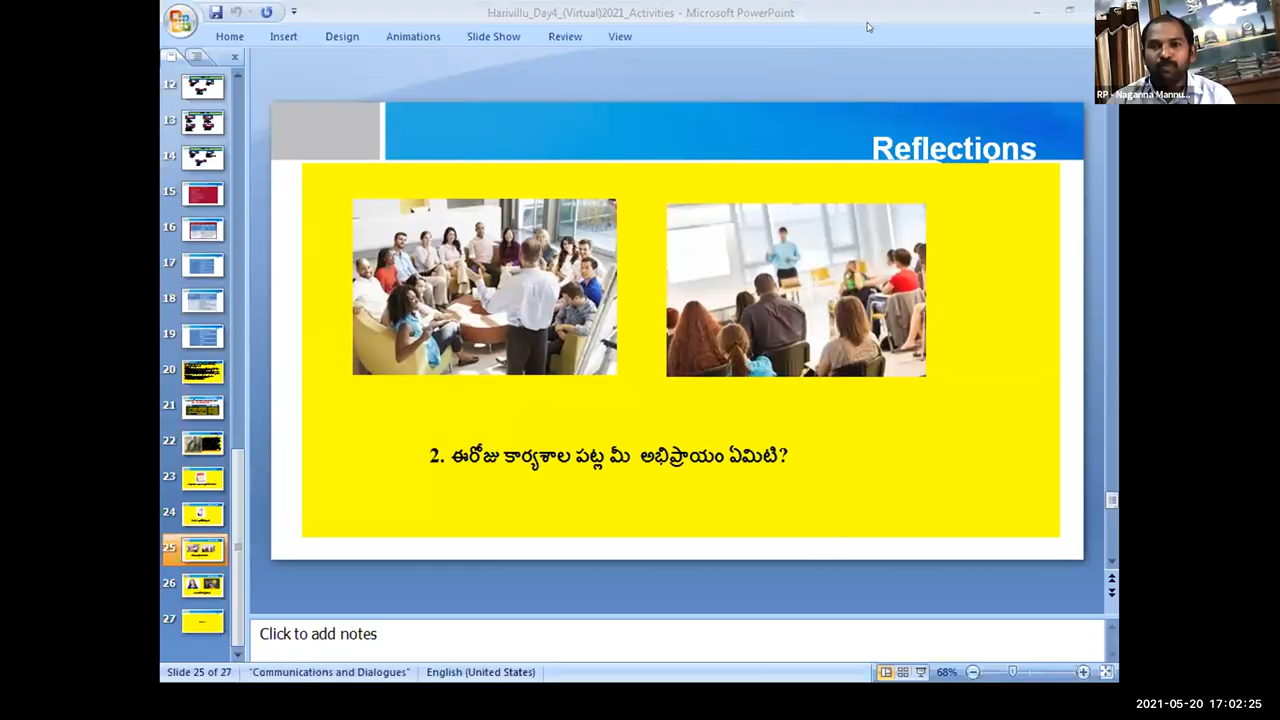 Harivillu_Day4_(Virtual)2021_Activities - Microsoft PowerPoint
Home Insert Design Animations Slide Show Review View
RP - Naganna Mannu...
12
13
14
15
16
17
18
19
20
21
22
23
24
25
26
27
Reflections
2. ఈరోజు కార్యశాల పట్ల మీ అభిప్రాయం ఏమిటి?
Click to add notes
Slide 25 of 27 "Communications and Dialogues" English (United States) 68%
2021-05-20 17:02:25